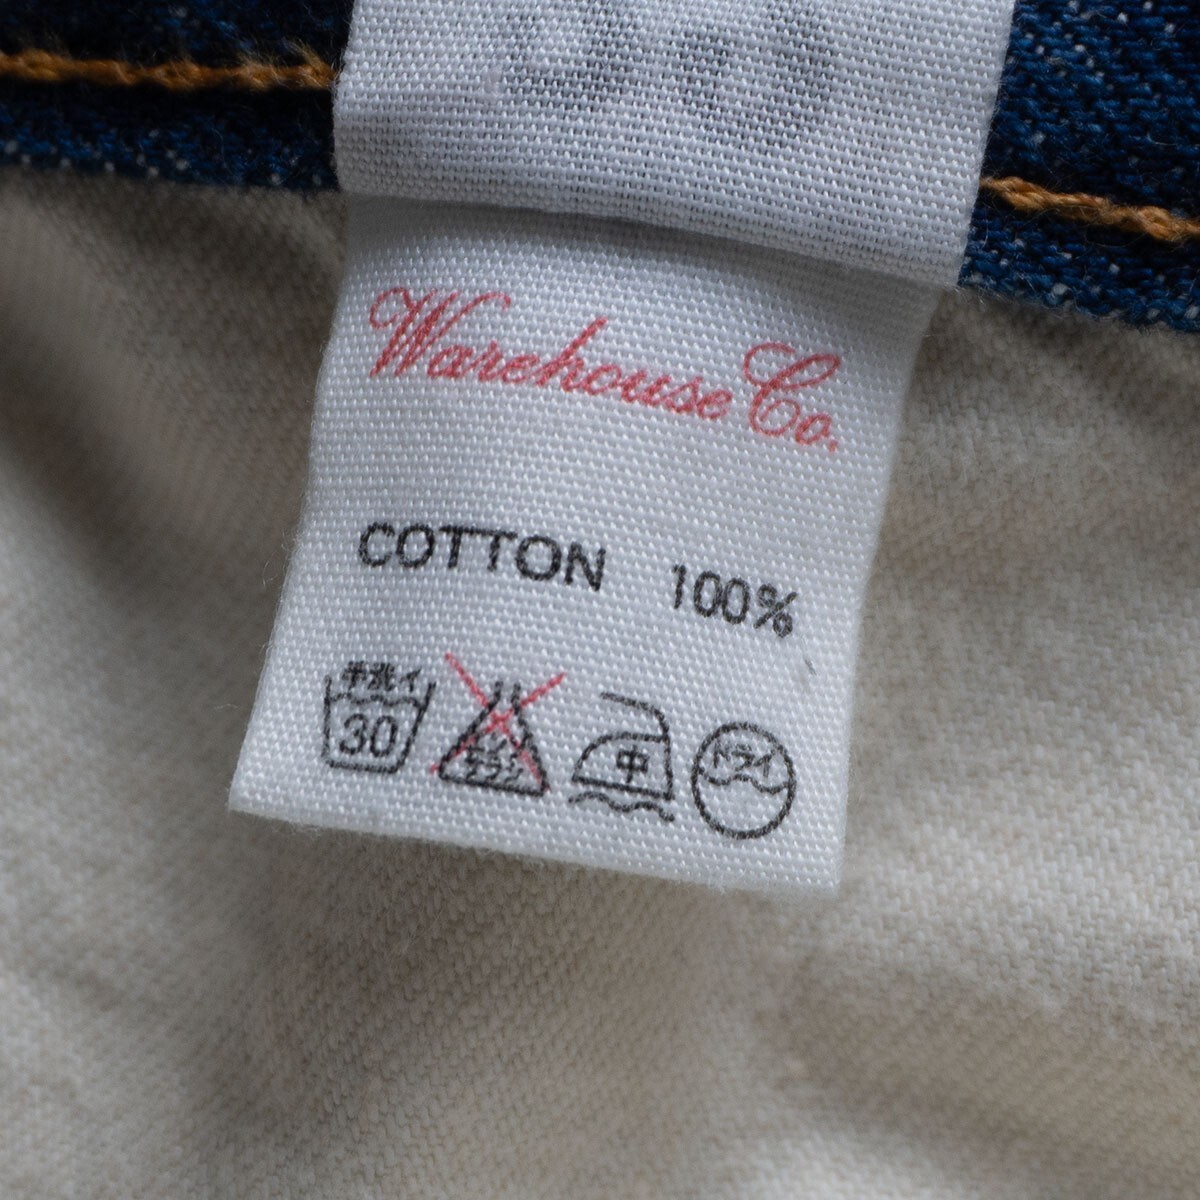 Warehouse Co.
COTTON 100%
手洗イ
30
エンソ
サラシ
中
ドライ